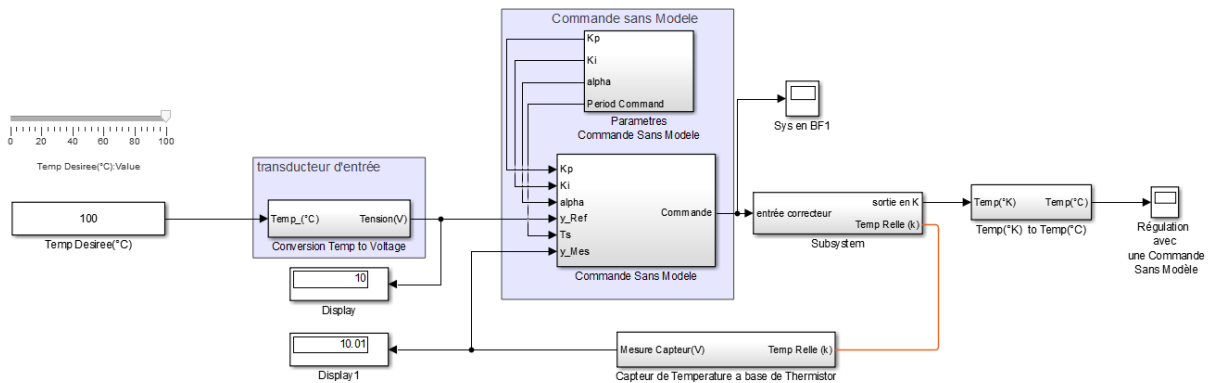 Commande sans Modele
Kp
Ki
alpha
Period Command
Parametres
Commande Sans Modele
Sys en BF1
0 20 40 60 80 100
Temp Desiree(°C):Value
transducteur d'entrée
100
Temp Desiree(°C)
Temp_(°C) Tension(V)
Conversion Temp to Voltage
Kp
Ki
alpha
y_Ref
Ts
y_Mes
Commande
Commande Sans Modele
entrée correcteur
sortie en K
Temp Relle (k)
Subsystem
Temp(°K) Temp(°C)
Temp(°K) to Temp(°C)
Régulation
avec
une Commande
Sans Modèle
10
Display
10.01
Display1
Mesure Capteur(V) Temp Relle (k)
Capteur de Temperature a base de Thermistor